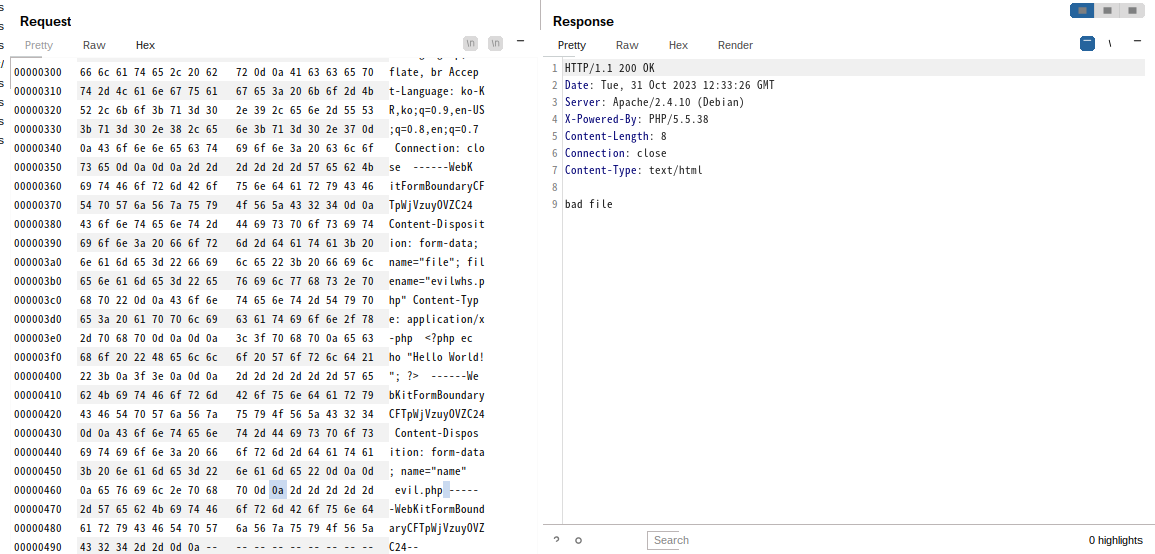 Request
Pretty Raw Hex \n \n
00000300 66 6c 61 74 65 2c 20 62 72 0d 0a 41 63 63 65 70 flate, br Accep
00000310 74 2d 4c 61 6e 67 75 61 67 65 3a 20 6b 6f 2d 4b t-Language: ko-K
00000320 52 2c 6b 6f 3b 71 3d 30 2e 39 2c 65 6e 2d 55 53 R,ko;q=0.9,en-US
00000330 3b 71 3d 30 2e 38 2c 65 6e 3b 71 3d 30 2e 37 0d ;q=0.8,en;q=0.7
00000340 0a 43 6f 6e 6e 65 63 74 69 6f 6e 3a 20 63 6c 6f Connection: clo
00000350 73 65 0d 0a 0d 0a 2d 2d 2d 2d 2d 2d 57 65 62 4b se ------WebK
00000360 69 74 46 6f 72 6d 42 6f 75 6e 64 61 72 79 43 46 itFormBoundaryCF
00000370 54 70 57 6a 56 7a 75 79 4f 56 5a 43 32 34 0d 0a TpWjVzuyOVZC24
00000380 43 6f 6e 74 65 6e 74 2d 44 69 73 70 6f 73 69 74 Content-Disposit
00000390 69 6f 6e 3a 20 66 6f 72 6d 2d 64 61 74 61 3b 20 ion: form-data;
000003a0 6e 61 6d 65 3d 22 66 69 6c 65 22 3b 20 66 69 6c name="file"; fil
000003b0 65 6e 61 6d 65 3d 22 65 76 69 6c 77 68 73 2e 70 ename="evilwhs.p
000003c0 68 70 22 0d 0a 43 6f 6e 74 65 6e 74 2d 54 79 70 hp" Content-Typ
000003d0 65 3a 20 61 70 70 6c 69 63 61 74 69 6f 6e 2f 78 e: application/x
000003e0 2d 70 68 70 0d 0a 0d 0a 3c 3f 70 68 70 0a 65 63 -php <?php ec
000003f0 68 6f 20 22 48 65 6c 6c 6f 20 57 6f 72 6c 64 21 ho "Hello World!
00000400 22 3b 0a 3f 3e 0a 0d 0a 2d 2d 2d 2d 2d 2d 57 65 "; ?> ------We
00000410 62 4b 69 74 46 6f 72 6d 42 6f 75 6e 64 61 72 79 bKitFormBoundary
00000420 43 46 54 70 57 6a 56 7a 75 79 4f 56 5a 43 32 34 CFTpWjVzuyOVZC24
00000430 0d 0a 43 6f 6e 74 65 6e 74 2d 44 69 73 70 6f 73 Content-Dispos
00000440 69 74 69 6f 6e 3a 20 66 6f 72 6d 2d 64 61 74 61 ition: form-data
00000450 3b 20 6e 61 6d 65 3d 22 6e 61 6d 65 22 0d 0a 0d ; name="name"
00000460 0a 65 76 69 6c 2e 70 68 70 0d 0a 2d 2d 2d 2d 2d evil.php -----
00000470 2d 57 65 62 4b 69 74 46 6f 72 6d 42 6f 75 6e 64 -WebKitFormBound
00000480 61 72 79 43 46 54 70 57 6a 56 7a 75 79 4f 56 5a aryCFTpWjVzuyOVZ
00000490 43 32 34 2d 2d 0d 0a -- -- -- -- -- -- -- -- -- C24--
Response
Pretty Raw Hex Render
1 HTTP/1.1 200 OK
2 Date: Tue, 31 Oct 2023 12:33:26 GMT
3 Server: Apache/2.4.10 (Debian)
4 X-Powered-By: PHP/5.5.38
5 Content-Length: 8
6 Connection: close
7 Content-Type: text/html
8
9 bad file
Search
0 highlights